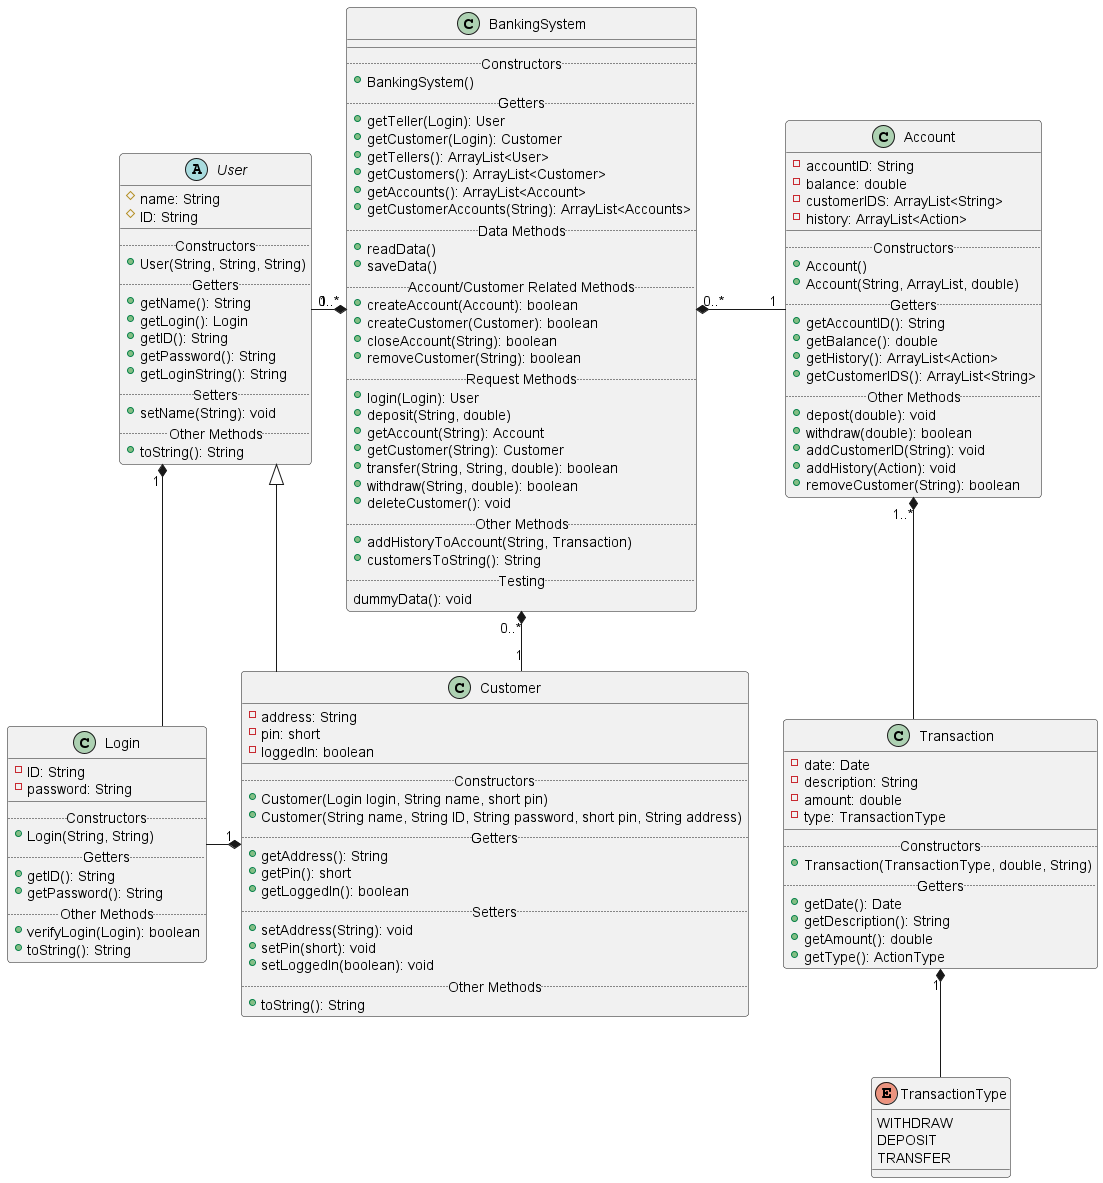 C BankingSystem
Constructors
BankingSystem()
Getters
getTeller(Login): User
getCustomer(Login): Customer
getTellers(): ArrayList<User>
getCustomers(): ArrayList<Customer>
getAccounts(): ArrayList<Account>
getCustomerAccounts(String): ArrayList<Accounts>
Data Methods
readData()
saveData()
Account/Customer Related Methods
createAccount(Account): boolean
createCustomer(Customer): boolean
closeAccount(String): boolean
removeCustomer(String): boolean
Request Methods
login(Login): User
deposit(String, double)
getAccount(String): Account
getCustomer(String): Customer
transfer(String, String, double): boolean
withdraw(String, double): boolean
deleteCustomer(): void
Other Methods
addHistoryToAccount(String, Transaction)
customersToString(): String
Testing
dummyData(): void
A User
name: String
ID: String
Constructors
User(String, String, String)
Getters
getName(): String
getLogin(): Login
getID(): String
getPassword(): String
getLoginString(): String
Setters
setName(String): void
Other Methods
toString(): String
C Account
accountID: String
balance: double
customerIDS: ArrayList<String>
history: ArrayList<Action>
Constructors
Account()
Account(String, ArrayList, double)
Getters
getAccountID(): String
getBalance(): double
getHistory(): ArrayList<Action>
getCustomerIDS(): ArrayList<String>
Other Methods
depost(double): void
withdraw(double): boolean
addCustomerID(String): void
addHistory(Action): void
removeCustomer(String): boolean
0..*
1
0..*
1
1
1..*
0..*
1
C Login
ID: String
password: String
Constructors
Login(String, String)
Getters
getID(): String
getPassword(): String
Other Methods
verifyLogin(Login): boolean
toString(): String
1
C Customer
address: String
pin: short
loggedIn: boolean
Constructors
Customer(Login login, String name, short pin)
Customer(String name, String ID, String password, short pin, String address)
Getters
getAddress(): String
getPin(): short
getLoggedIn(): boolean
Setters
setAddress(String): void
setPin(short): void
setLoggedIn(boolean): void
Other Methods
toString(): String
C Transaction
date: Date
description: String
amount: double
type: TransactionType
Constructors
Transaction(TransactionType, double, String)
Getters
getDate(): Date
getDescription(): String
getAmount(): double
getType(): ActionType
1
E TransactionType
WITHDRAW
DEPOSIT
TRANSFER